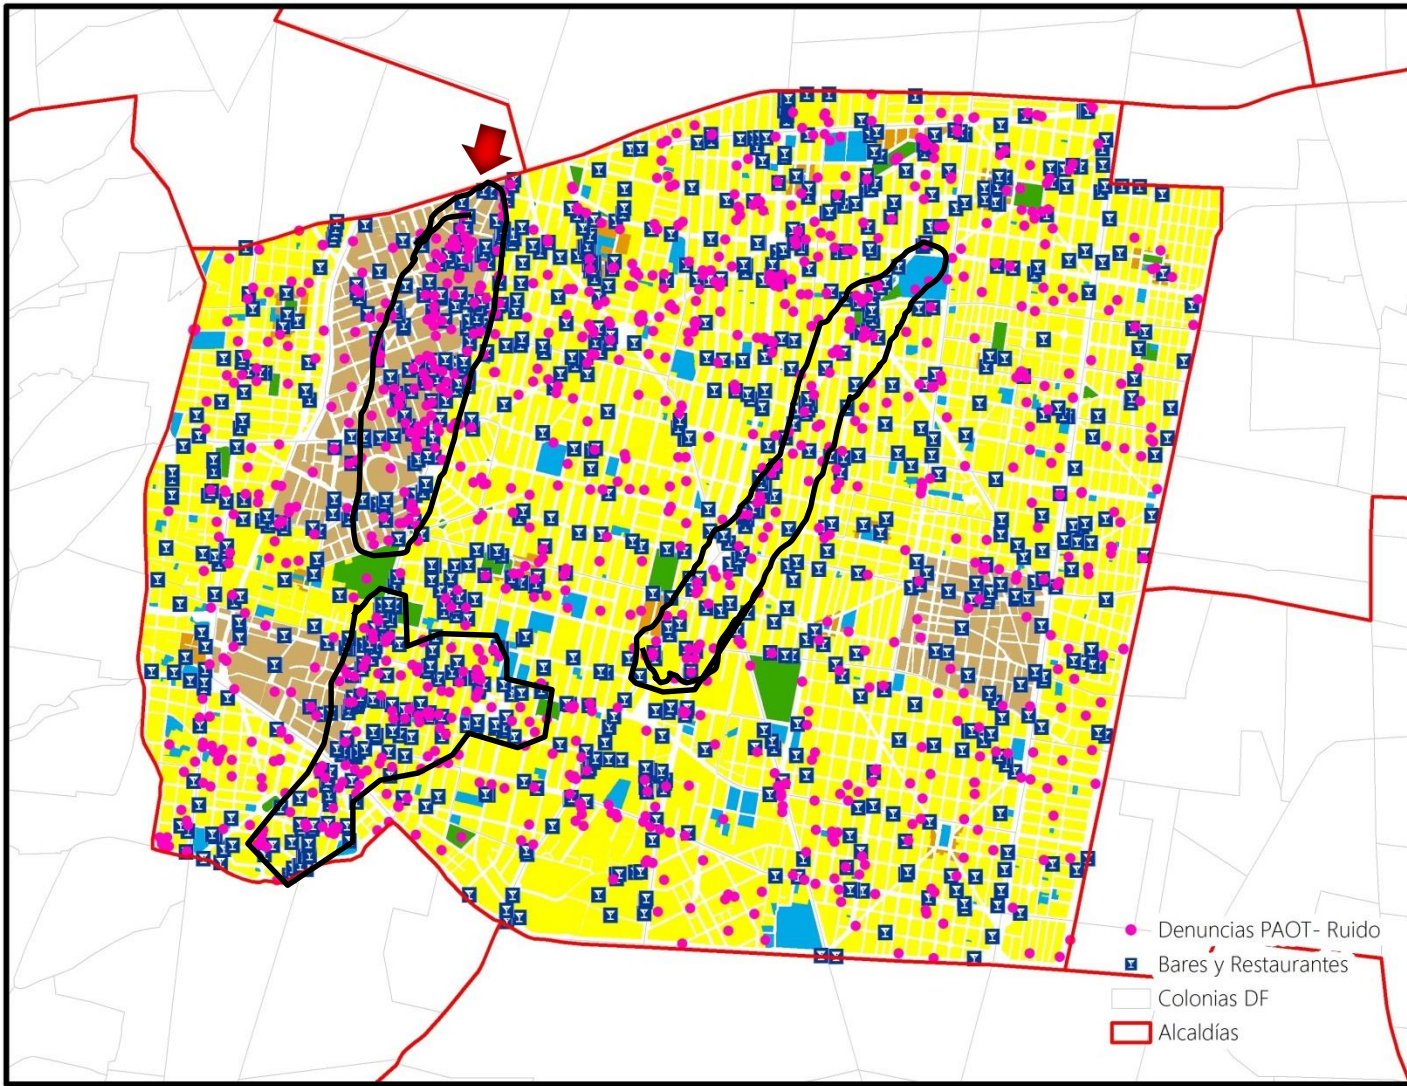 Denuncias PAOT- Ruido
Bares y Restaurantes
Colonias DF
Alcaldías